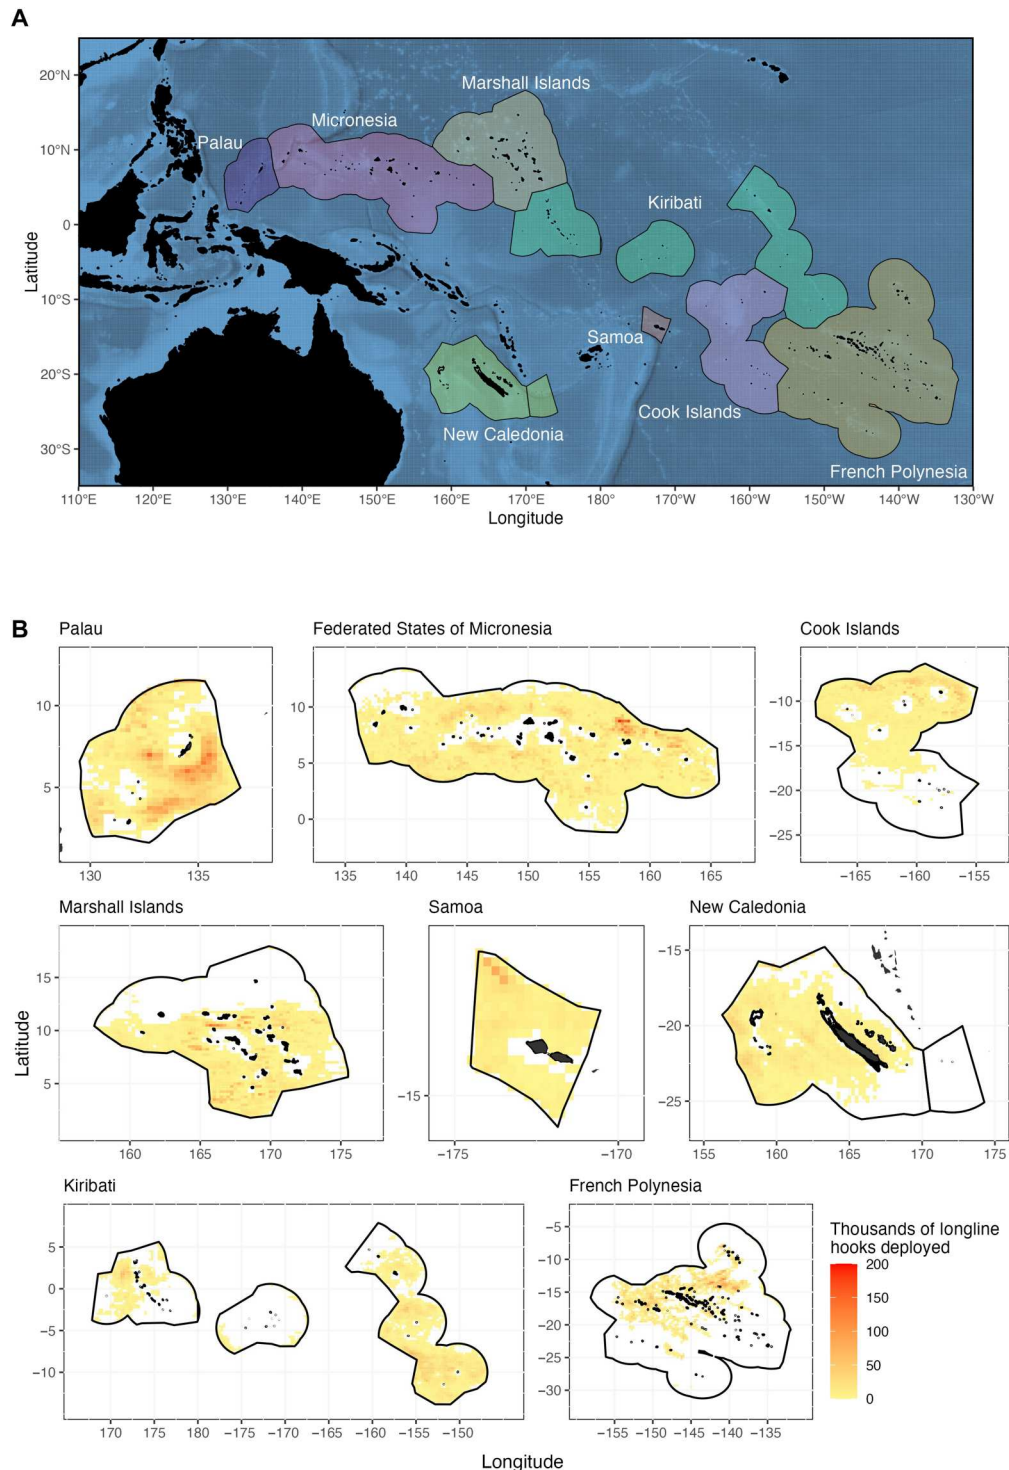 A
20°N
10°N
0
10°S
20°S
30°S
Latitude
Marshall Islands
Micronesia
Palau
Kiribati
Samoa
Cook Islands
New Caledonia
French Polynesia
110°E 120°E 130°E 140°E 150°E 160°E 170°E 180° 170°W 160°W 150°W 140°W 130°W
Longitude
B
Palau
10
5
130 135
Federated States of Micronesia
10
5
0
135 140 145 150 155 160 165
Cook Islands
−10
−15
−20
−25
−165 −160 −155
Marshall Islands
15
10
5
160 165 170 175
Samoa
−15
−175 −170
New Caledonia
−15
−20
−25
155 160 165 170 175
Latitude
Kiribati
5
0
−5
−10
170 175 180 −175 −170 −165 −160 −155 −150
French Polynesia
−5
−10
−15
−20
−25
−30
−155 −150 −145 −140 −135
Thousands of longline
hooks deployed
200
150
100
50
0
Longitude